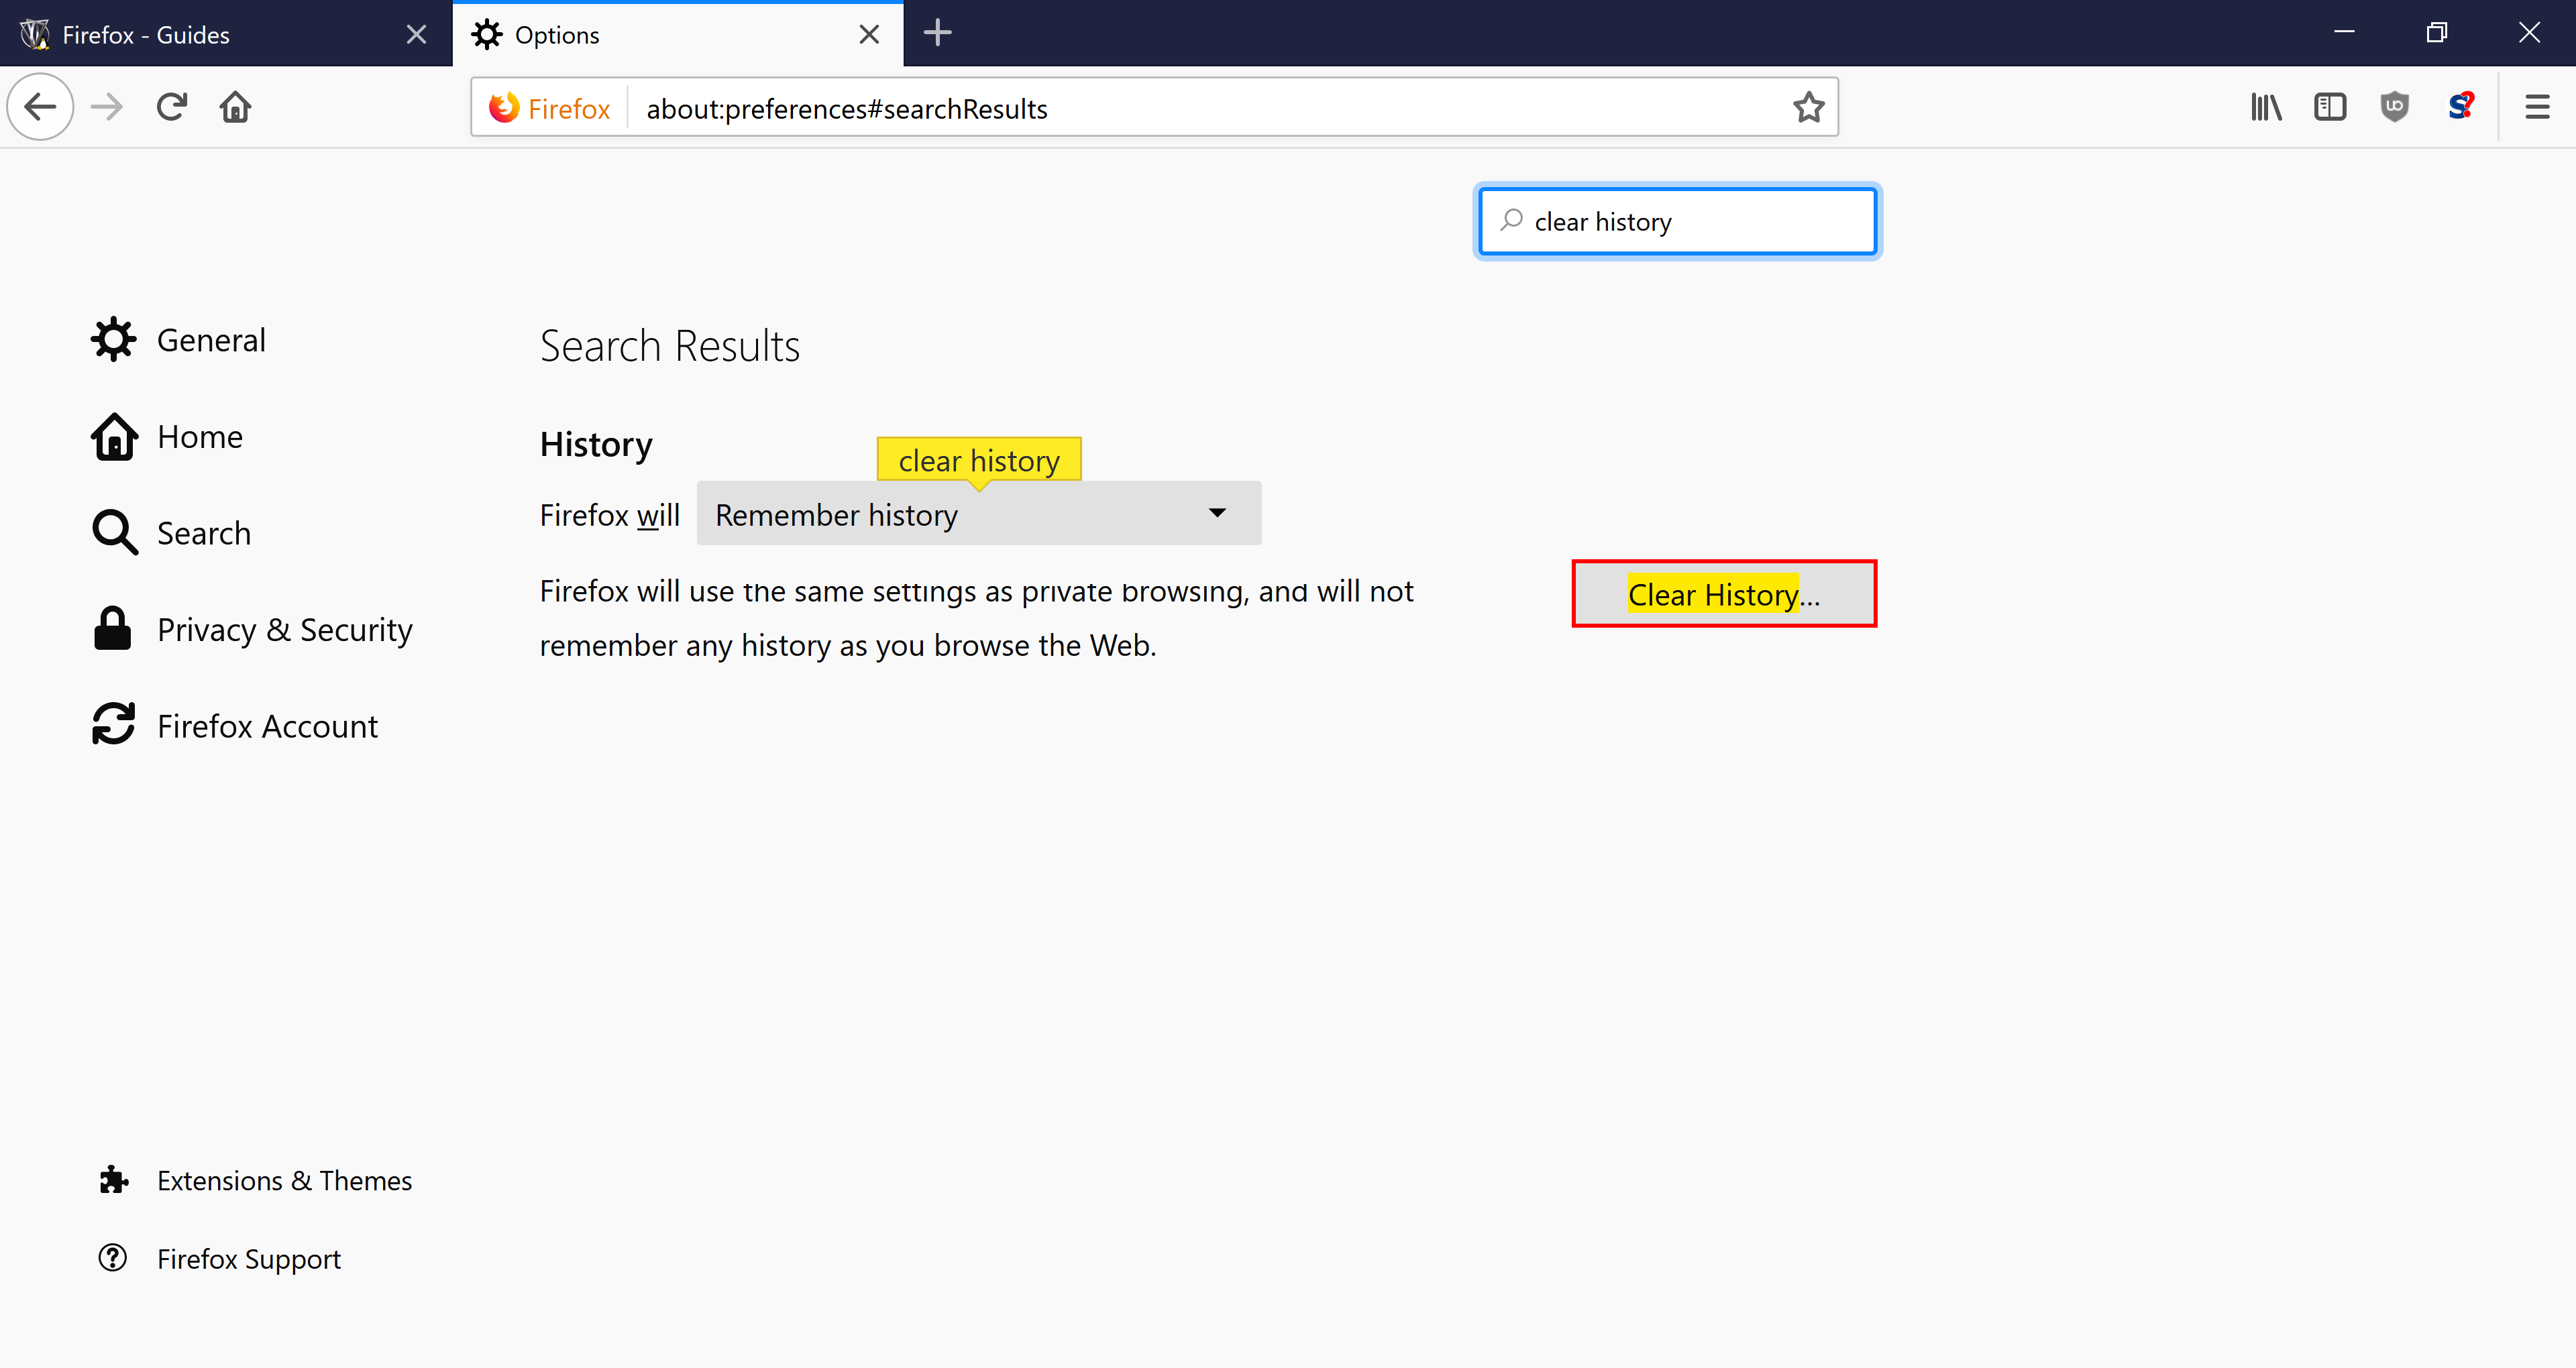 Firefox - Guides
Options
Firefox
about:preferences#searchResults
clear history
General
Home
Search
Privacy & Security
Firefox Account
Search Results
History
clear history
Firefox will
Remember history
Firefox will use the same settings as private browsing, and will not
remember any history as you browse the Web.
Clear History...
Extensions & Themes
Firefox Support